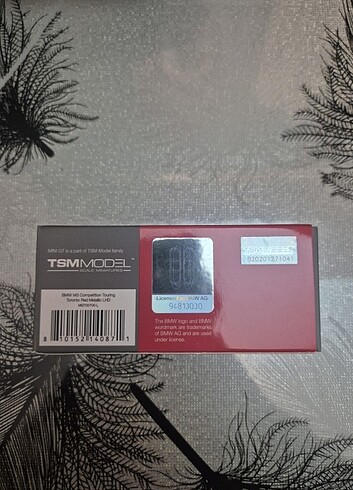 MINI GT is a part of TSM-Model family.
TSMMODEL
SCALE MINIATURES
BMW M3 Competition Touring
Toronto Red Metallic LHD
8 10152 14087 1
Licensed BMW AG
94813030
The BMW logo and BMW
wordmark are trademarks
of BMW AG and are used
under license.
020201271041